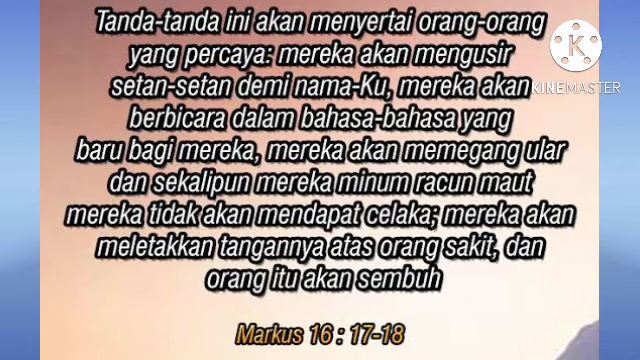 Tanda-tanda ini akan menyertai orang-orang
yang percaya: mereka akan mengusir
setan-setan demi nama-Ku, mereka akan
berbicara dalam bahasa-bahasa yang
baru bagi mereka, mereka akan memegang ular
dan sekalipun mereka minum racun maut
mereka tidak akan mendapat celaka; mereka akan
meletakkan tangannya atas orang sakit, dan
orang itu akan sembuh
Markus 16 : 17-18
K
KINEMASTER